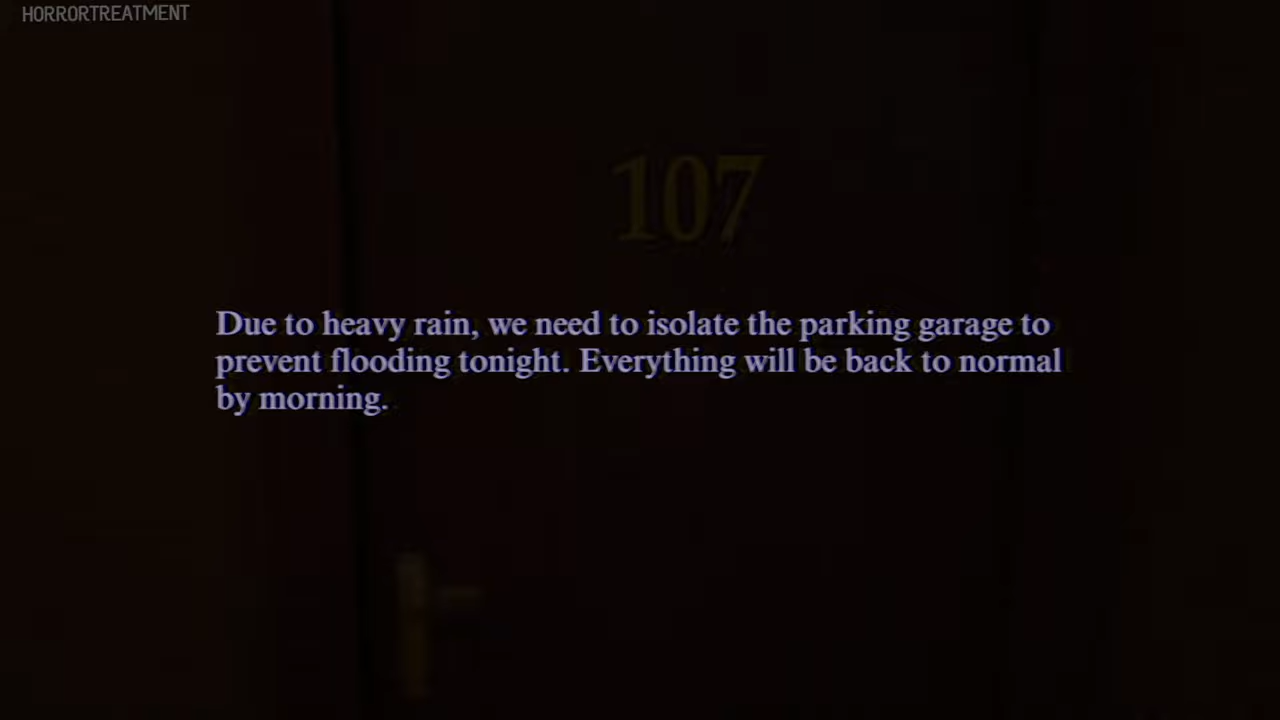 HORRORTREATMENT
107
Due to heavy rain, we need to isolate the parking garage to
prevent flooding tonight. Everything will be back to normal
by morning.